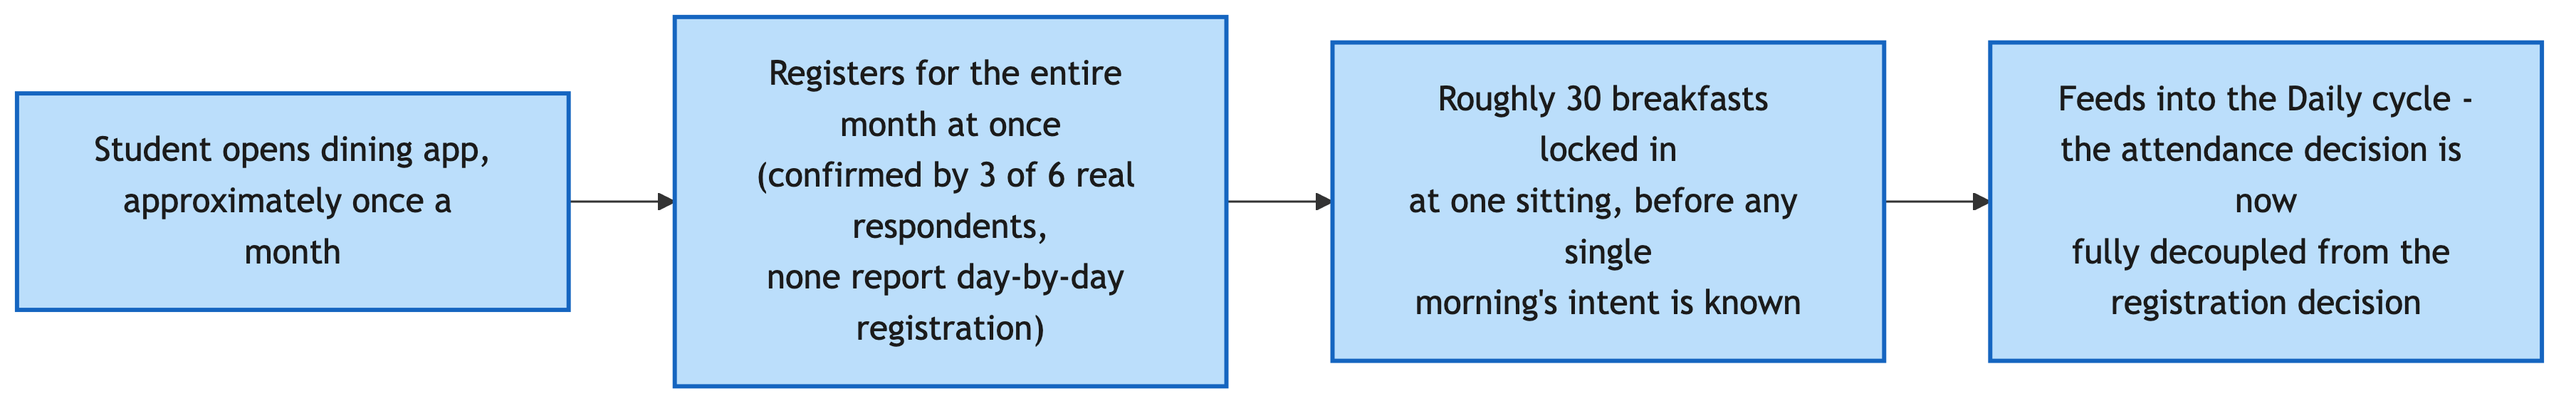 Student opens dining app,
approximately once a
month
Registers for the entire
month at once
(confirmed by 3 of 6 real
respondents,
none report day-by-day
registration)
Roughly 30 breakfasts
locked in
at one sitting, before any
single
morning's intent is known
Feeds into the Daily cycle -
the attendance decision is
now
fully decoupled from the
registration decision